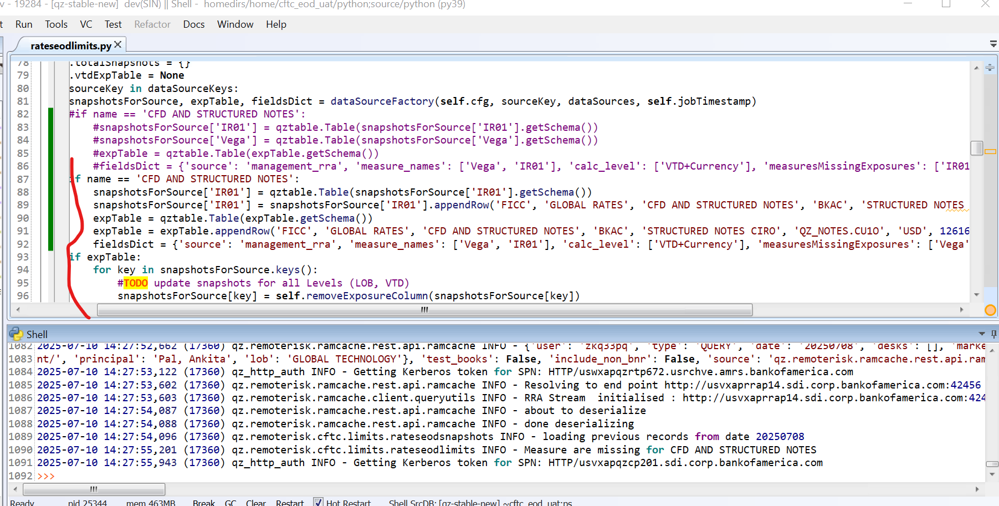 v - 19284 - [qz-stable-new] dev(SIN) || Shell - homedirs/home/cftc_eod_uat/python;source/python (py39)
t Run Tools VC Test Refactor Docs Window Help
rateseodlimits.py
78 .totalSnapshots = {}
79 .vtdExpTable = None
80 sourceKey in dataSourceKeys:
81 snapshotsForSource, expTable, fieldsDict = dataSourceFactory(self.cfg, sourceKey, dataSources, self.jobTimestamp)
82 #if name == 'CFD AND STRUCTURED NOTES':
83 #snapshotsForSource['IR01'] = qztable.Table(snapshotsForSource['IR01'].getSchema())
84 #snapshotsForSource['Vega'] = qztable.Table(snapshotsForSource['Vega'].getSchema())
85 #expTable = qztable.Table(expTable.getSchema())
86 #fieldsDict = {'source': 'management_rra', 'measure_names': ['Vega', 'IR01'], 'calc_level': ['VTD+Currency'], 'measuresMissingExposures': ['IR01
87 if name == 'CFD AND STRUCTURED NOTES':
88 snapshotsForSource['IR01'] = qztable.Table(snapshotsForSource['IR01'].getSchema())
89 snapshotsForSource['IR01'] = snapshotsForSource['IR01'].appendRow('FICC', 'GLOBAL RATES', 'CFD AND STRUCTURED NOTES', 'BKAC', 'STRUCTURED NOTES
90 expTable = qztable.Table(expTable.getSchema())
91 expTable = expTable.appendRow('FICC', 'GLOBAL RATES', 'CFD AND STRUCTURED NOTES', 'BKAC', 'STRUCTURED NOTES CIRO', 'QZ_NOTES.CU1O', 'USD', 12616
92 fieldsDict = {'source': 'management_rra', 'measure_names': ['Vega', 'IR01'], 'calc_level': ['VTD+Currency'], 'measuresMissingExposures': ['Vega'
93 if expTable:
94 for key in snapshotsForSource.keys():
95 #TODO update snapshots for all Levels (LOB, VTD)
96 snapshotsForSource[key] = self.removeExposureColumn(snapshotsForSource[key])
Shell
1082 2025-07-10 14:27:52,662 (17360) qz.remoterisk.ramcache.rest.api.ramcache INFO - {'user': 'zkq33pq', 'type': 'QUERY', 'date': '20250708', 'desks': [], 'marke
1083 nt/', 'principal': 'Pal, Ankita', 'lob': 'GLOBAL TECHNOLOGY'}, 'test_books': False, 'include_non_bnr': False, 'source': 'qz.remoterisk.ramcache.rest.api.ram
1084 2025-07-10 14:27:53,122 (17360) qz_http_auth INFO - Getting Kerberos token for SPN: HTTP/uswxapqzrtp672.usrchve.amrs.bankofamerica.com
1085 2025-07-10 14:27:53,602 (17360) qz.remoterisk.ramcache.rest.api.ramcache INFO - Resolving to end point http://usvxaprrap14.sdi.corp.bankofamerica.com:42456
1086 2025-07-10 14:27:53,603 (17360) qz.remoterisk.ramcache.client.queryutils INFO - RRA Stream initialised : http://usvxaprrap14.sdi.corp.bankofamerica.com:424
1087 2025-07-10 14:27:54,087 (17360) qz.remoterisk.ramcache.rest.api.ramcache INFO - about to deserialize
1088 2025-07-10 14:27:54,088 (17360) qz.remoterisk.ramcache.rest.api.ramcache INFO - done deserializing
1089 2025-07-10 14:27:54,096 (17360) qz.remoterisk.cftc.limits.rateseodsnapshots INFO - loading previous records from date 20250708
1090 2025-07-10 14:27:55,201 (17360) qz.remoterisk.cftc.limits.rateseodlimits INFO - Measure are missing for CFD AND STRUCTURED NOTES
1091 2025-07-10 14:27:55,943 (17360) qz_http_auth INFO - Getting Kerberos token for SPN: HTTP/usvxapqzcp201.sdi.corp.bankofamerica.com
1092 >>>
Ready pid 25344 mem 463MB Break GC Clear Restart Hot Restart Shell SrcDB: [qz-stable-new] ~cftc_eod_uat;ps